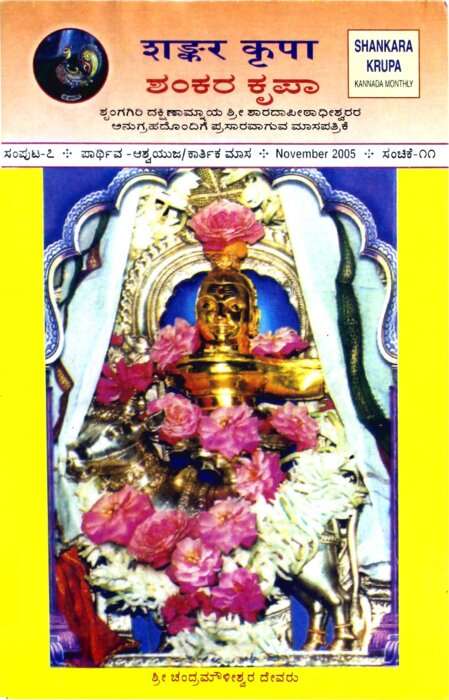 शङ्कर कृपा
ಶಂಕರ ಕೃಪಾ
SHANKARA
KRUPA
KANNADA MONTHLY
ಶೃಂಗಗಿರಿ ದಕ್ಷಿಣಾಮ್ನಾಯ ಶ್ರೀ ಶಾರದಾಪೀಠಾಧೀಶ್ವರರ
ಅನುಗ್ರಹದೊಂದಿಗೆ ಪ್ರಸಾರವಾಗುವ ಮಾಸಪತ್ರಿಕೆ
ಸಂಪುಟ-೭ ⁘ ಪಾರ್ಥಿವ -ಆಶ್ವಯುಜ/ಕಾರ್ತಿಕ ಮಾಸ ⁘ November 2005 ⁘ ಸಂಚಿಕೆ-೧೧
ಶ್ರೀ ಚಂದ್ರಮೌಳೀಶ್ವರ ದೇವರು